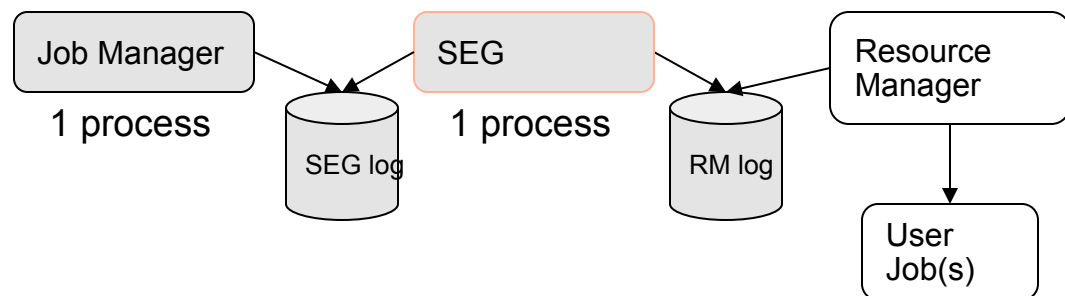 Job Manager
SEG
Resource
Manager
1 process
1 process
SEG log
RM log
User
Job(s)